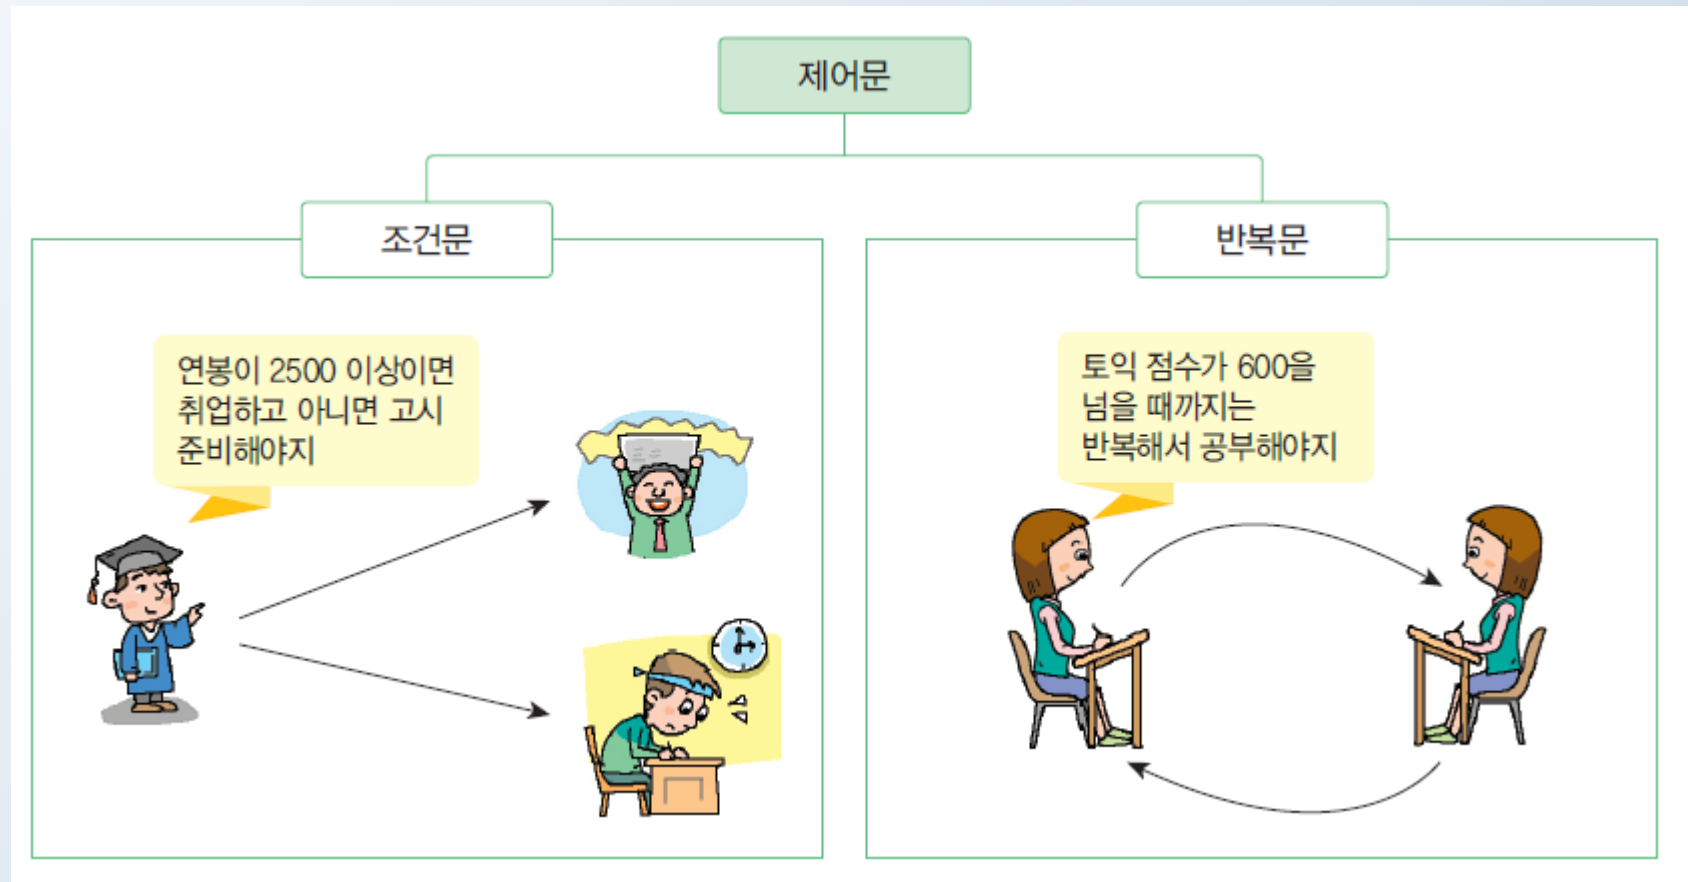 제어문
조건문
반복문
연봉이 2500 이상이면
취업하고 아니면 고시
준비해야지
토익 점수가 600을
넘을 때까지는
반복해서 공부해야지